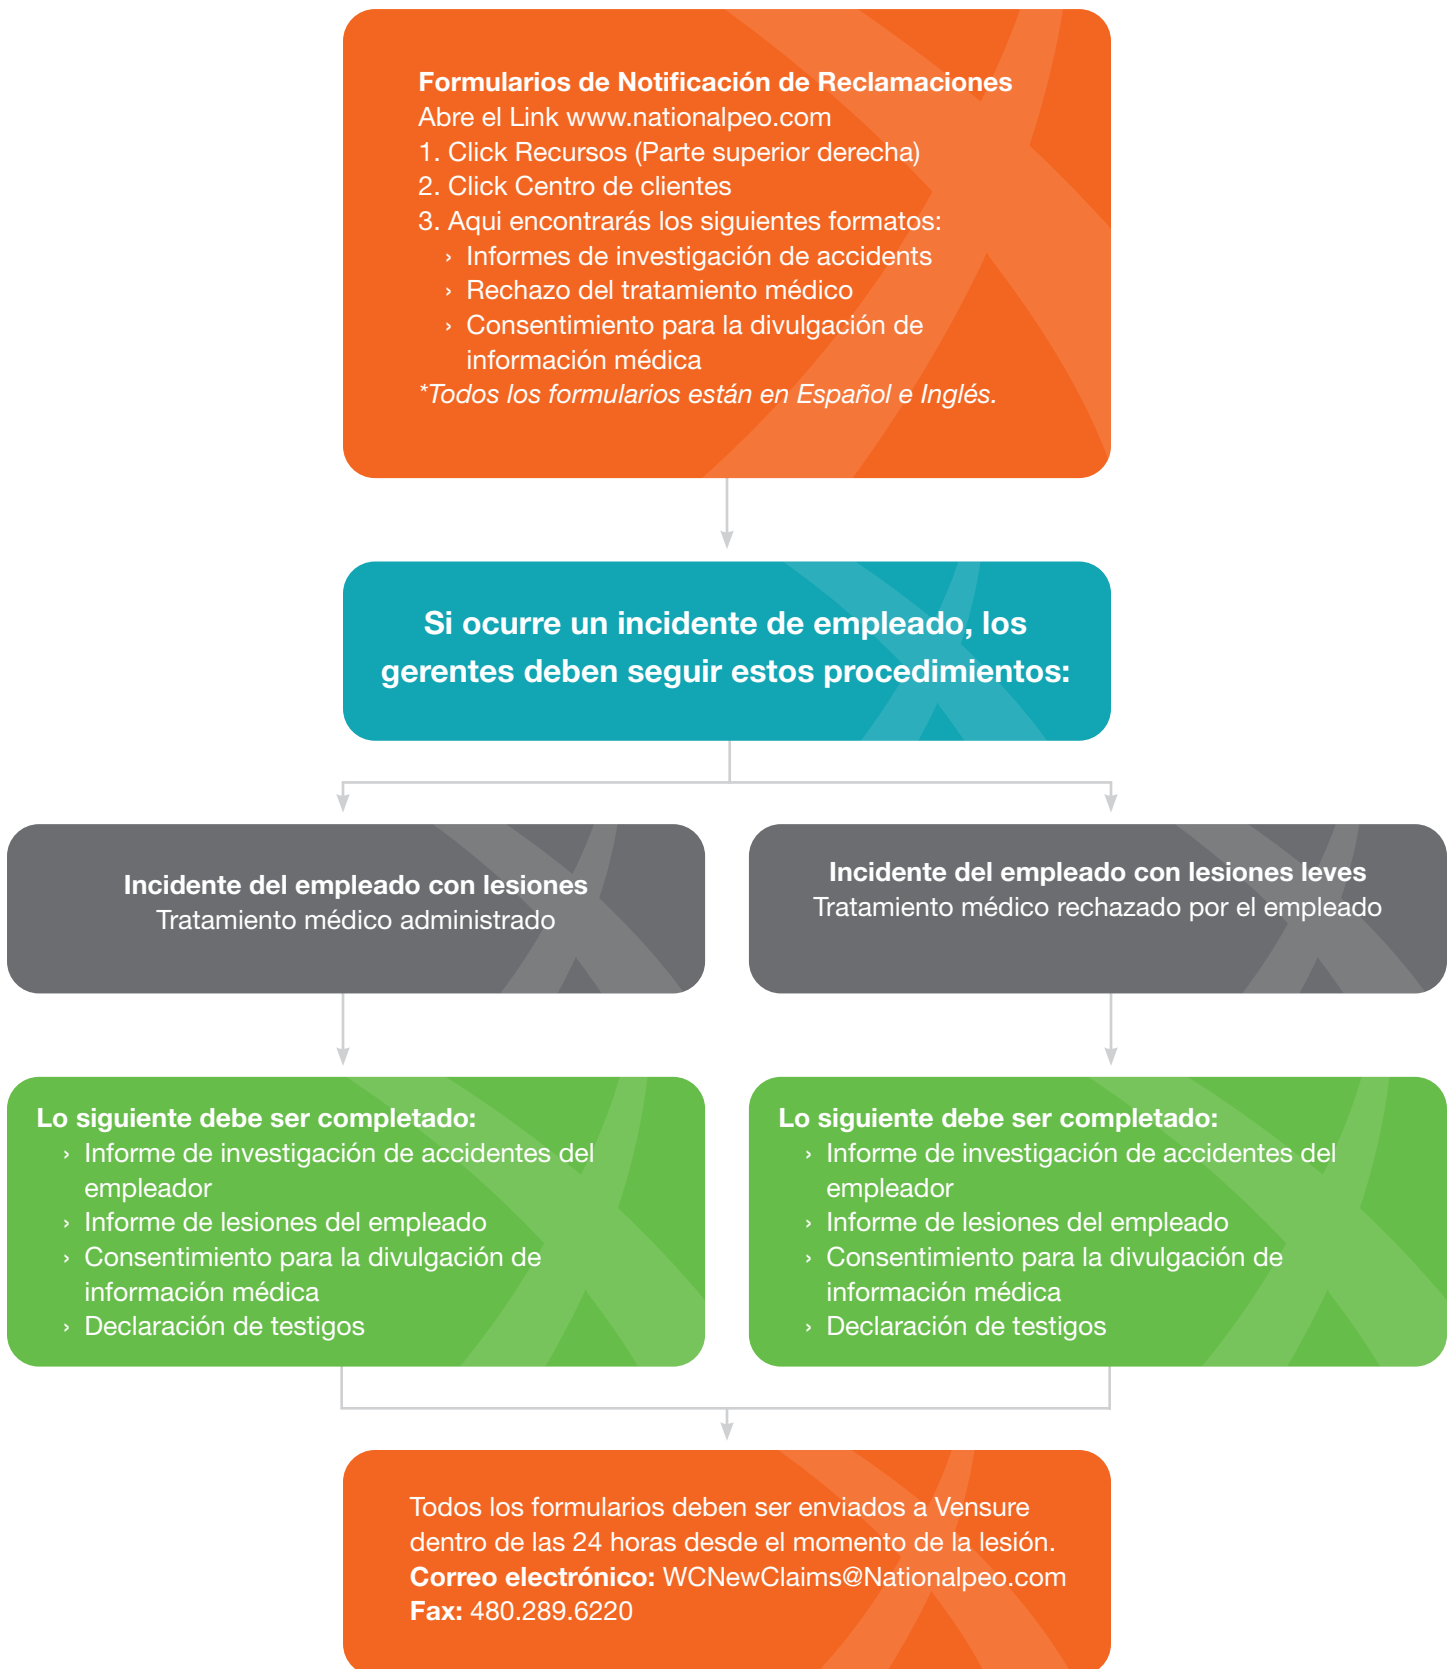 Formularios de Notificación de Reclamaciones
Abre el Link www.nationalpeo.com
1. Click Recursos (Parte superior derecha)
2. Click Centro de clientes
3. Aqui encontrarás los siguientes formatos:
› Informes de investigación de accidents
› Rechazo del tratamiento médico
› Consentimiento para la divulgación de
información médica
*Todos los formularios están en Español e Inglés.
Si ocurre un incidente de empleado, los
gerentes deben seguir estos procedimientos:
Incidente del empleado con lesiones
Tratamiento médico administrado
Incidente del empleado con lesiones leves
Tratamiento médico rechazado por el empleado
Lo siguiente debe ser completado:
› Informe de investigación de accidentes del
empleador
› Informe de lesiones del empleado
› Consentimiento para la divulgación de
información médica
› Declaración de testigos
Lo siguiente debe ser completado:
› Informe de investigación de accidentes del
empleador
› Informe de lesiones del empleado
› Consentimiento para la divulgación de
información médica
› Declaración de testigos
Todos los formularios deben ser enviados a Vensure
dentro de las 24 horas desde el momento de la lesión.
Correo electrónico: WCNewClaims@Nationalpeo.com
Fax: 480.289.6220